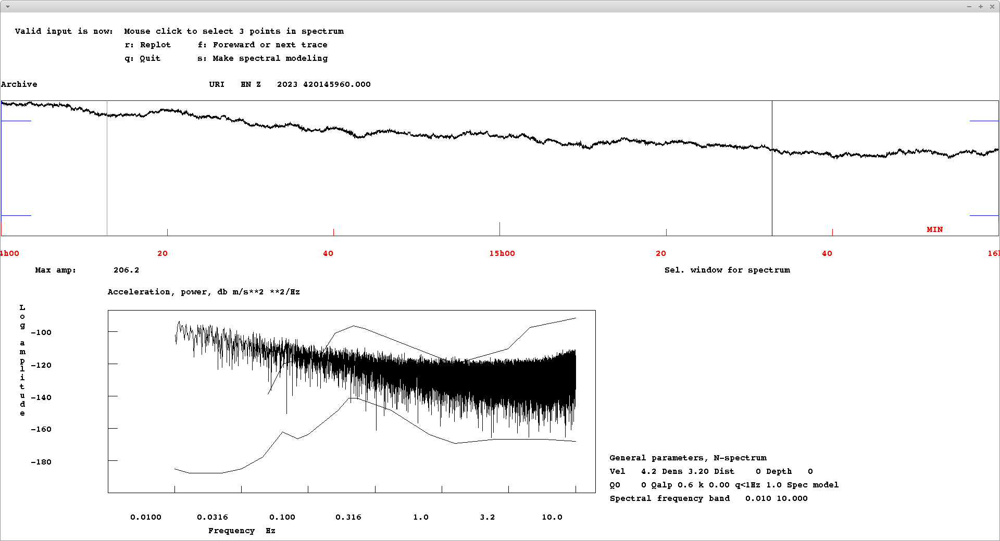 Valid input is now:  Mouse click to select 3 points in spectrum
r: Replot     f: Foreward or next trace
q: Quit       s: Make spectral modeling
Archive URI   HN Z   2023 420145960.000
MIN
4h00 20 40 15h00 20 40 16h
Max amp:       206.2 Sel. window for spectrum
Acceleration, power, db m/s**2 **2/Hz
Log amplitude
-100
-120
-140
-160
-180
General parameters, N-spectrum
Vel   4.2 Dens 3.20 Dist    0 Depth   0
Q0    0 Qalp 0.6 k 0.00 q<1Hz 1.0 Spec model
Spectral frequency band   0.010 10.000
0.0100 0.0316 0.100 0.316 1.0 3.2 10.0
Frequency  Hz